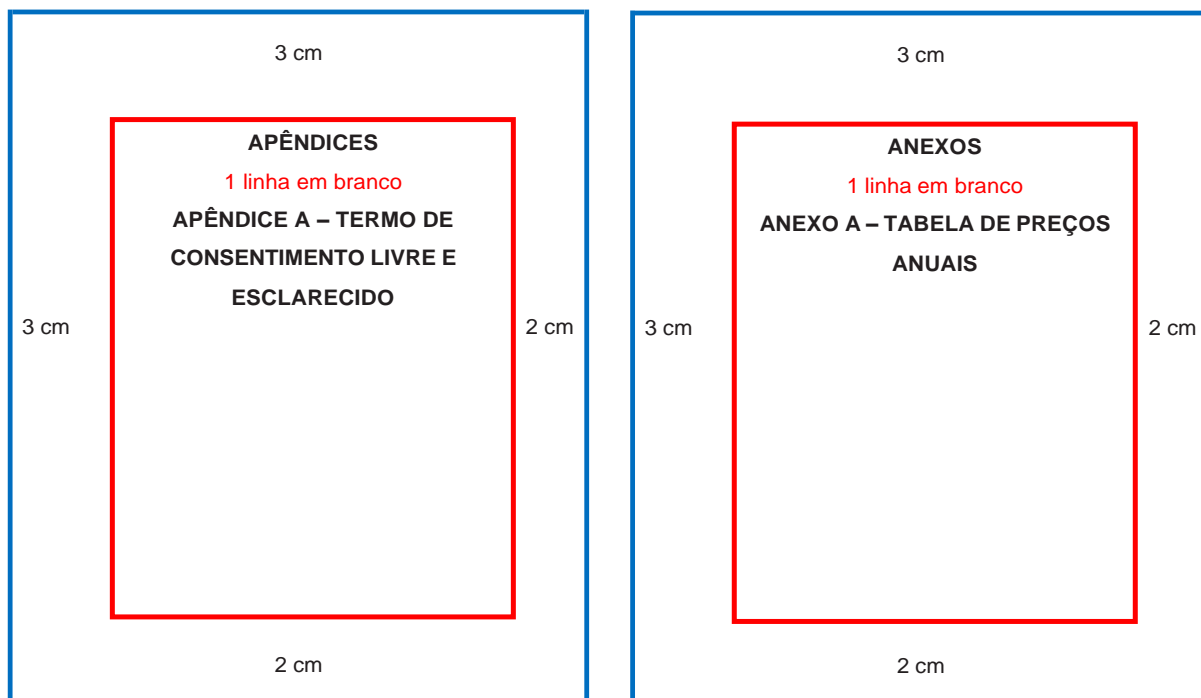 3 cm
APÊNDICES
1 linha em branco
APÊNDICE A – TERMO DE
CONSENTIMENTO LIVRE E
ESCLARECIDO
3 cm
2 cm
2 cm
3 cm
ANEXOS
1 linha em branco
ANEXO A – TABELA DE PREÇOS
ANUAIS
3 cm
2 cm
2 cm